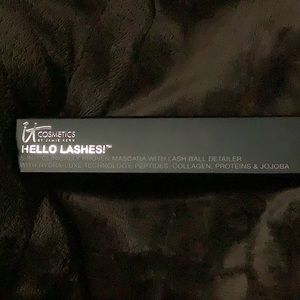 it
COSMETICS
BY JAMIE KERN
HELLO LASHES!™
5-IN-1 CLINICALLY PROVEN MASCARA WITH LASH BALL DETAILER
WITH HYDRA-LUXE TECHNOLOGY, PEPTIDES, COLLAGEN, PROTEINS & JOJOBA